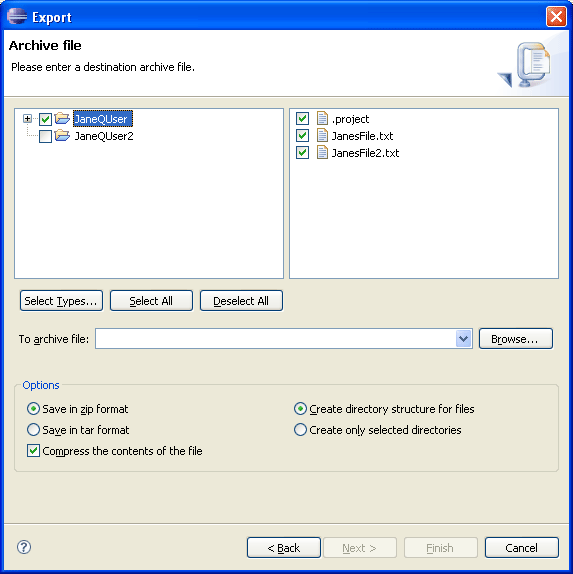 Export
Archive file
Please enter a destination archive file.
JaneQUser
JaneQUser2
.project
JanesFile.txt
JanesFile2.txt
Select Types...
Select All
Deselect All
To archive file:
Browse...
Options
Save in zip format
Create directory structure for files
Save in tar format
Create only selected directories
Compress the contents of the file
?
< Back
Next >
Finish
Cancel